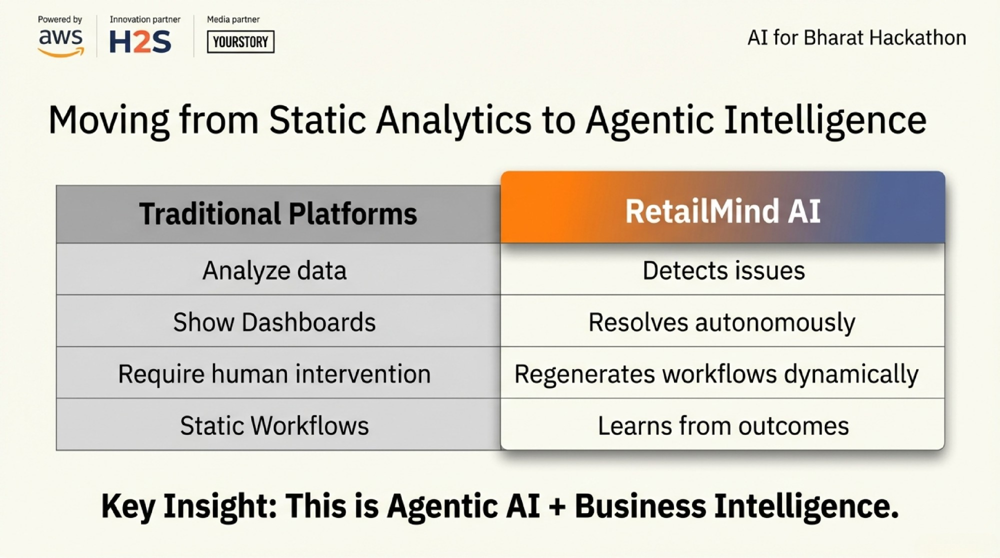 Powered by
aws
Innovation partner
H2S
Media partner
YOURSTORY
AI for Bharat Hackathon
Moving from Static Analytics to Agentic Intelligence
Traditional Platforms
RetailMind AI
Analyze data
Detects issues
Show Dashboards
Resolves autonomously
Require human intervention
Regenerates workflows dynamically
Static Workflows
Learns from outcomes
Key Insight: This is Agentic AI + Business Intelligence.